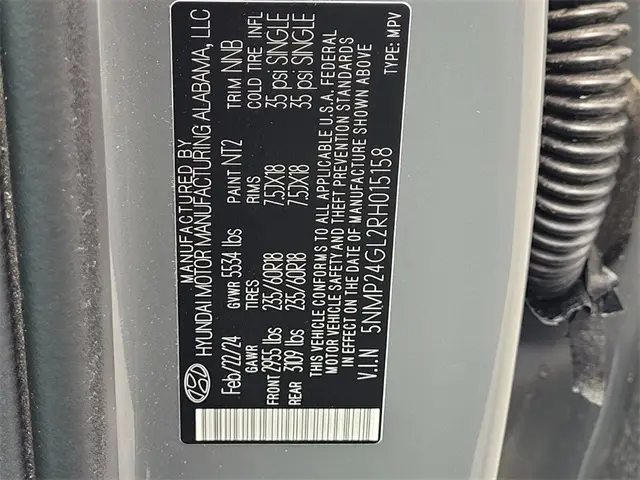 MANUFACTURED BY
HYUNDAI MOTOR MANUFACTURING ALABAMA, LLC
Feb/22/24 GVWR 5534 lbs PAINT NT2 TRIM NNB
GAWR TIRES RIMS COLD TIRE INFL
FRONT 2955 lbs 235/60R18 7.5JX18 35 psi SINGLE
REAR 3109 lbs 235/60R18 7.5JX18 35 psi SINGLE
THIS VEHICLE CONFORMS TO ALL APPLICABLE U.S.A. FEDERAL
MOTOR VEHICLE SAFETY AND THEFT PREVENTION STANDARDS
IN EFFECT ON THE DATE OF MANUFACTURE SHOWN ABOVE
V.I.N 5NMP24GL2RH015158 TYPE: MPV